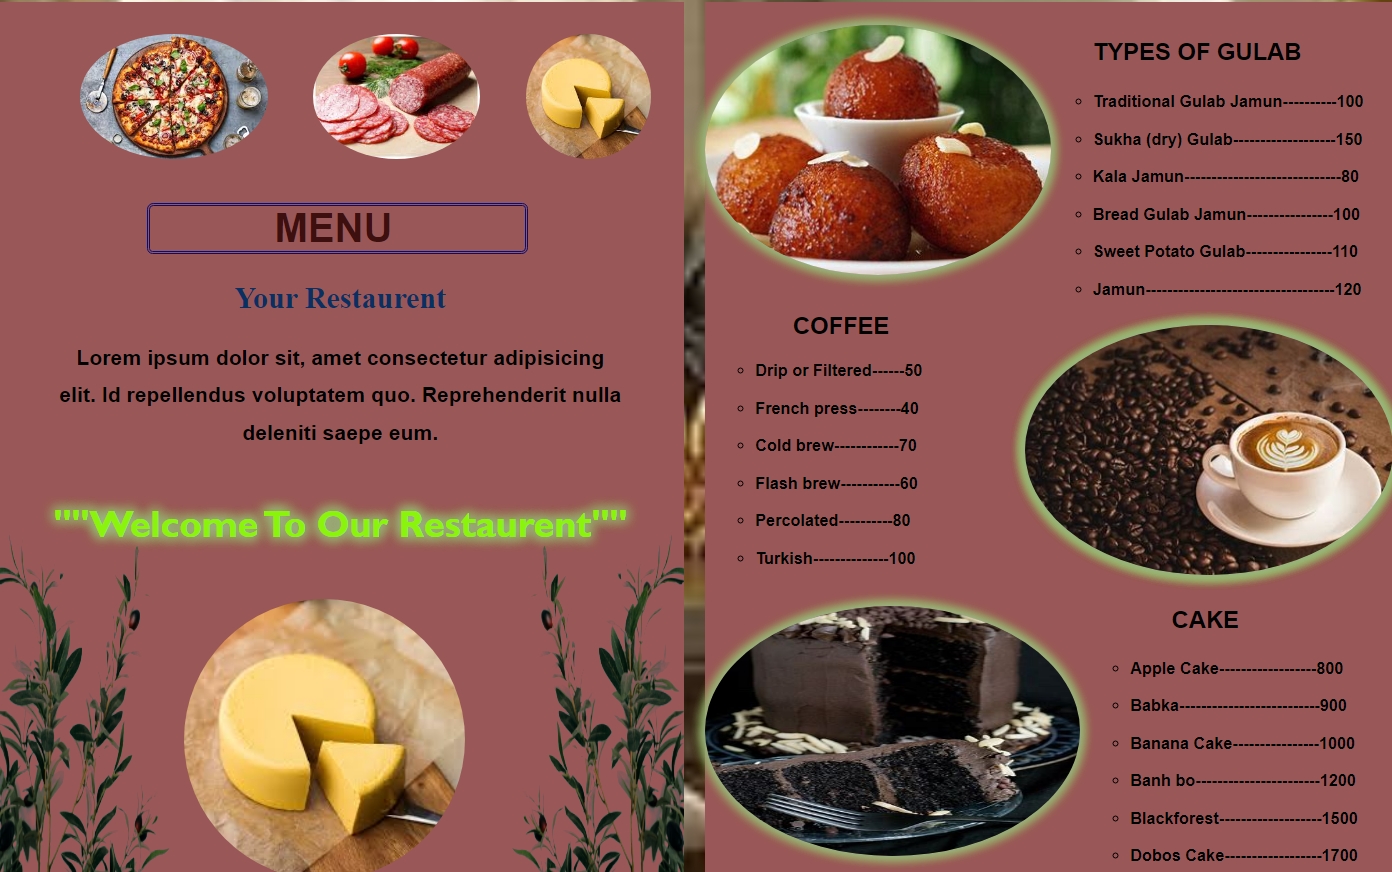 MENU
Your Restaurent
Lorem ipsum dolor sit, amet consectetur adipisicing
elit. Id repellendus voluptatem quo. Reprehenderit nulla
deleniti saepe eum.
""Welcome To Our Restaurent""
TYPES OF GULAB
Traditional Gulab Jamun----------100
Sukha (dry) Gulab-------------------150
Kala Jamun-----------------------------80
Bread Gulab Jamun----------------100
Sweet Potato Gulab----------------110
Jamun-----------------------------------120
COFFEE
Drip or Filtered------50
French press--------40
Cold brew------------70
Flash brew-----------60
Percolated----------80
Turkish--------------100
CAKE
Apple Cake------------------800
Babka--------------------------900
Banana Cake----------------1000
Banh bo-----------------------1200
Blackforest-------------------1500
Dobos Cake------------------1700